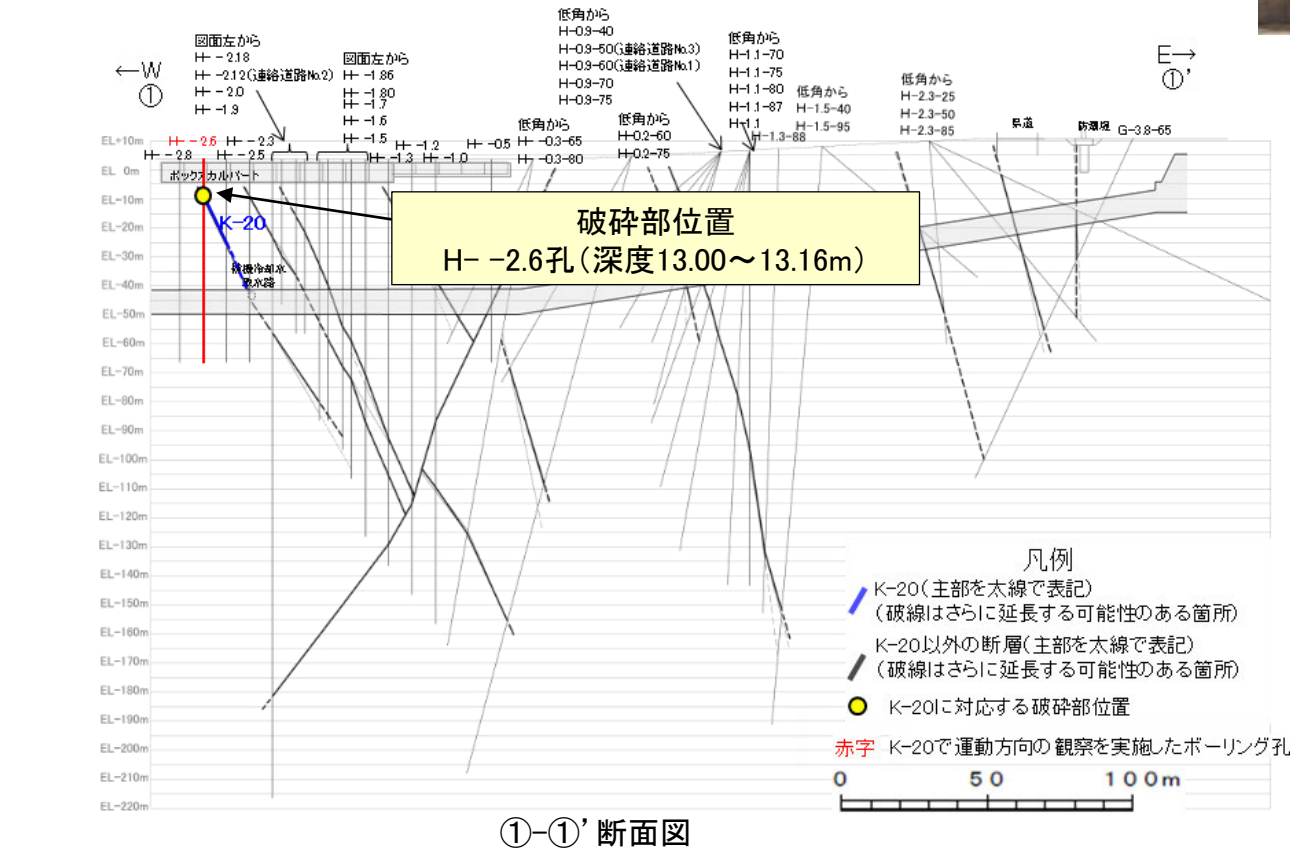 ←W
①
図面左から
H- -2.18
H- -2.12(連絡道路No.2)
H- -2.0
H- -1.9
図面左から
H- -1.86
H- -1.80
H- -1.7
H- -1.6
H- -1.5
低角から
H-0.9-40
H-0.9-50(連絡道路No.3)
H-0.9-60(連絡道路No.1)
H-0.9-70
H-0.9-75
低角から
H-1.1-70
H-1.1-75
H-1.1-80
H-1.1-87
H-1.1
低角から
H-1.5-40
H-1.5-95
H-1.3-88
低角から
H-2.3-25
H-2.3-50
H-2.3-85
E→
①’
県道
防潮堤
G-3.8-65
H- -2.6
H- -2.3
H- -2.8
H- -2.5
H- -1.3
H- -1.2
H- -1.0
H- -0.5
低角から
H- -0.3-65
H- -0.3-80
低角から
H-0.2-60
H-0.2-75
ボックスカルバート
K-20
取水路
破砕部位置
H- -2.6孔(深度13.00~13.16m)
EL+10m
EL 0m
EL-10m
EL-20m
EL-30m
EL-40m
EL-50m
EL-60m
EL-70m
EL-80m
EL-90m
EL-100m
EL-110m
EL-120m
EL-130m
EL-140m
EL-150m
EL-160m
EL-170m
EL-180m
EL-190m
EL-200m
EL-210m
EL-220m
凡例
K-20(主部を太線で表記)
(破線はさらに延長する可能性のある箇所)
K-20以外の断層(主部を太線で表記)
(破線はさらに延長する可能性のある箇所)
K-20に対応する破砕部位置
赤字 K-20で運動方向の観察を実施したボーリング孔
0 50 100m
①-①’断面図